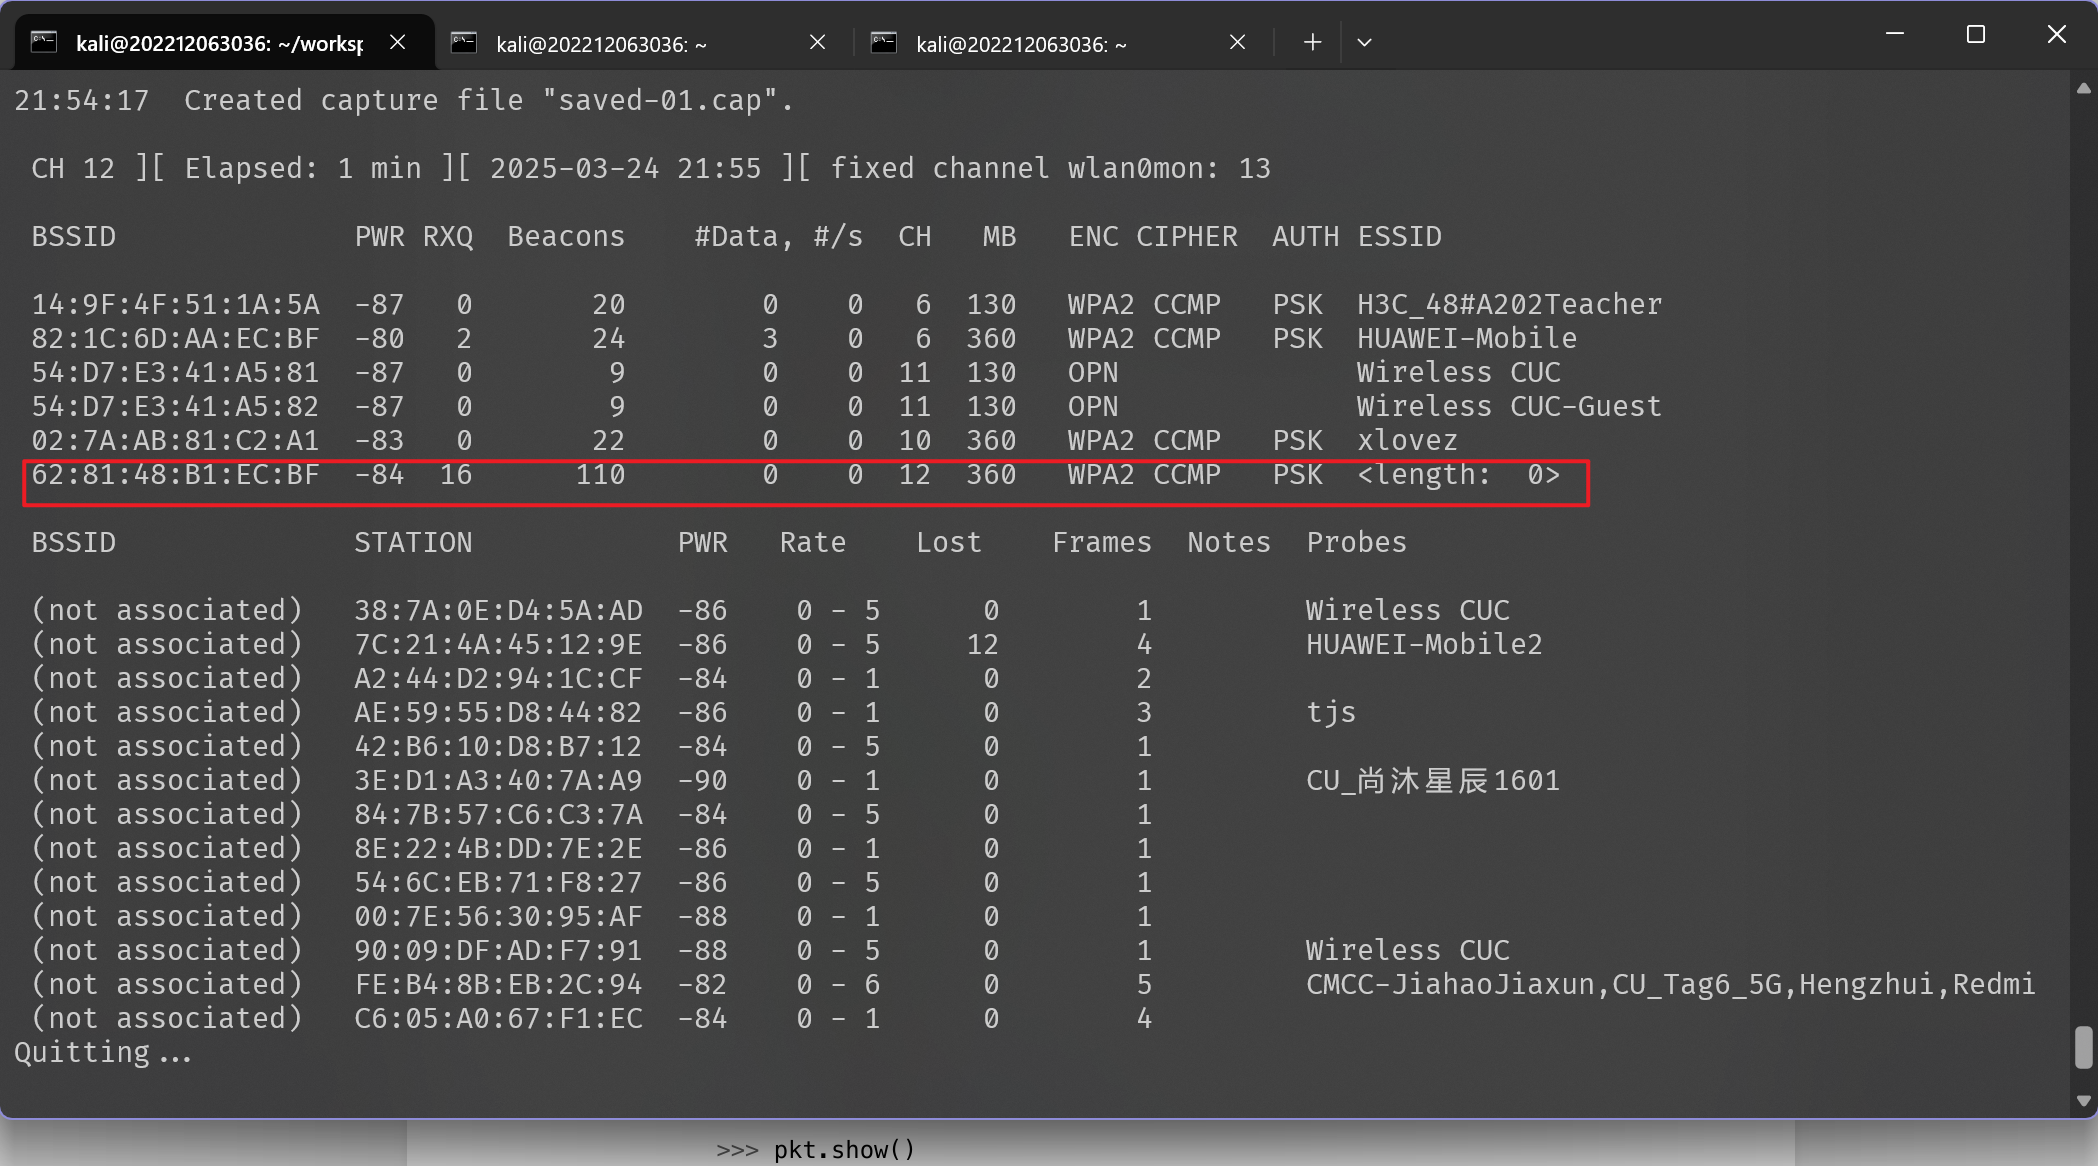 kali@202212063036: ~/worksp
kali@202212063036: ~
kali@202212063036: ~
21:54:17  Created capture file "saved-01.cap".
CH 12 ][ Elapsed: 1 min ][ 2025-03-24 21:55 ][ fixed channel wlan0mon: 13
BSSID              PWR RXQ  Beacons    #Data, #/s  CH   MB   ENC CIPHER  AUTH ESSID
14:9F:4F:51:1A:5A  -87   0       20        0    0   6  130   WPA2 CCMP   PSK  H3C_48#A202Teacher
82:1C:6D:AA:EC:BF  -80   2       24        3    0   6  360   WPA2 CCMP   PSK  HUAWEI-Mobile
54:D7:E3:41:A5:81  -87   0        9        0    0  11  130   OPN              Wireless CUC
54:D7:E3:41:A5:82  -87   0        9        0    0  11  130   OPN              Wireless CUC-Guest
02:7A:AB:81:C2:A1  -83   0       22        0    0  10  360   WPA2 CCMP   PSK  xlovez
62:81:48:B1:EC:BF  -84  16      110        0    0  12  360   WPA2 CCMP   PSK  <length:  0>
BSSID              STATION            PWR   Rate    Lost    Frames  Notes  Probes
(not associated)   38:7A:0E:D4:5A:AD  -86    0 - 5      0        1         Wireless CUC
(not associated)   7C:21:4A:45:12:9E  -86    0 - 5     12        4         HUAWEI-Mobile2
(not associated)   A2:44:D2:94:1C:CF  -84    0 - 1      0        2
(not associated)   AE:59:55:D8:44:82  -86    0 - 1      0        3         tjs
(not associated)   42:B6:10:D8:B7:12  -84    0 - 5      0        1
(not associated)   3E:D1:A3:40:7A:A9  -90    0 - 1      0        1         CU_尚沐星辰1601
(not associated)   84:7B:57:C6:C3:7A  -84    0 - 5      0        1
(not associated)   8E:22:4B:DD:7E:2E  -86    0 - 1      0        1
(not associated)   54:6C:EB:71:F8:27  -86    0 - 5      0        1
(not associated)   00:7E:56:30:95:AF  -88    0 - 1      0        1
(not associated)   90:09:DF:AD:F7:91  -88    0 - 5      0        1         Wireless CUC
(not associated)   FE:B4:8B:EB:2C:94  -82    0 - 6      0        5         CMCC-JiahaoJiaxun,CU_Tag6_5G,Hengzhui,Redmi
(not associated)   C6:05:A0:67:F1:EC  -84    0 - 1      0        4
Quitting...
>>> pkt.show()